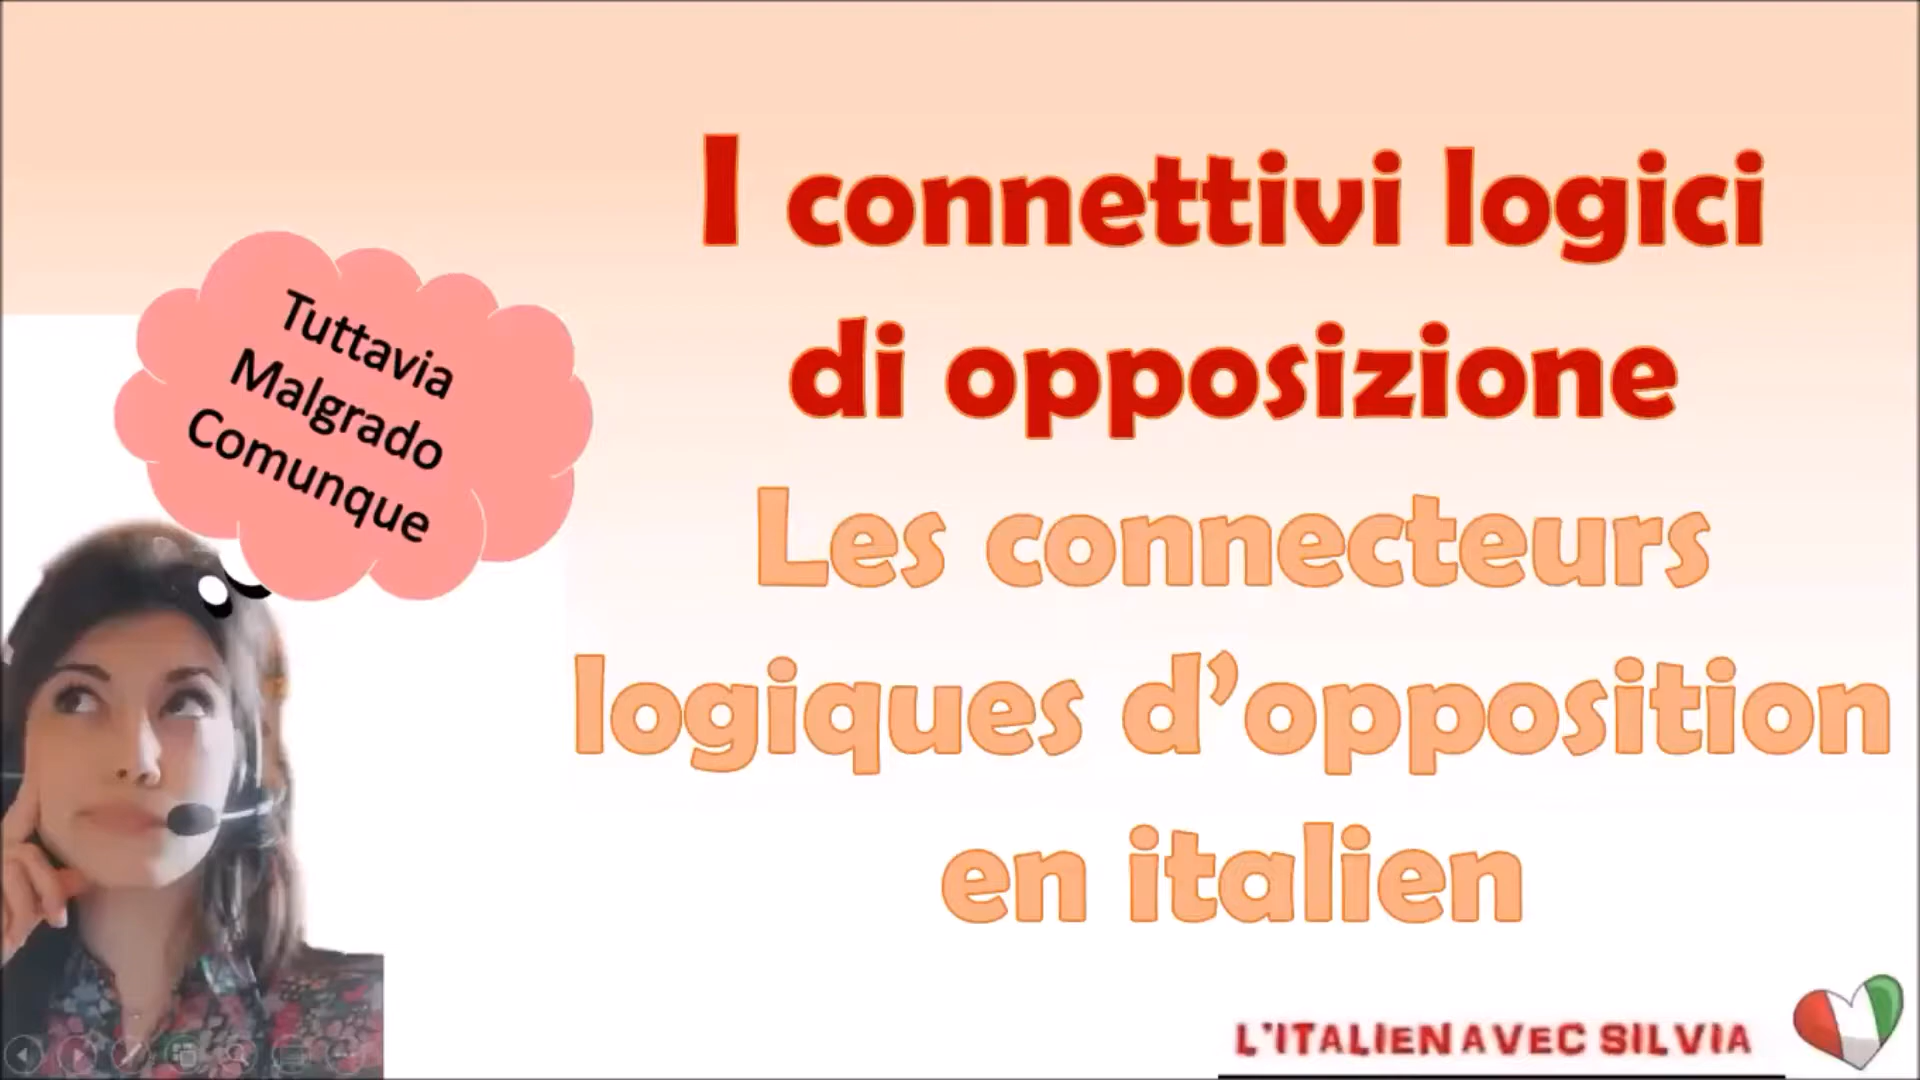 I connettivi logici
di opposizione
Les connecteurs
logiques d’opposition
en italien
Tuttavia
Malgrado
Comunque
L'ITALIEN AVEC SILVIA